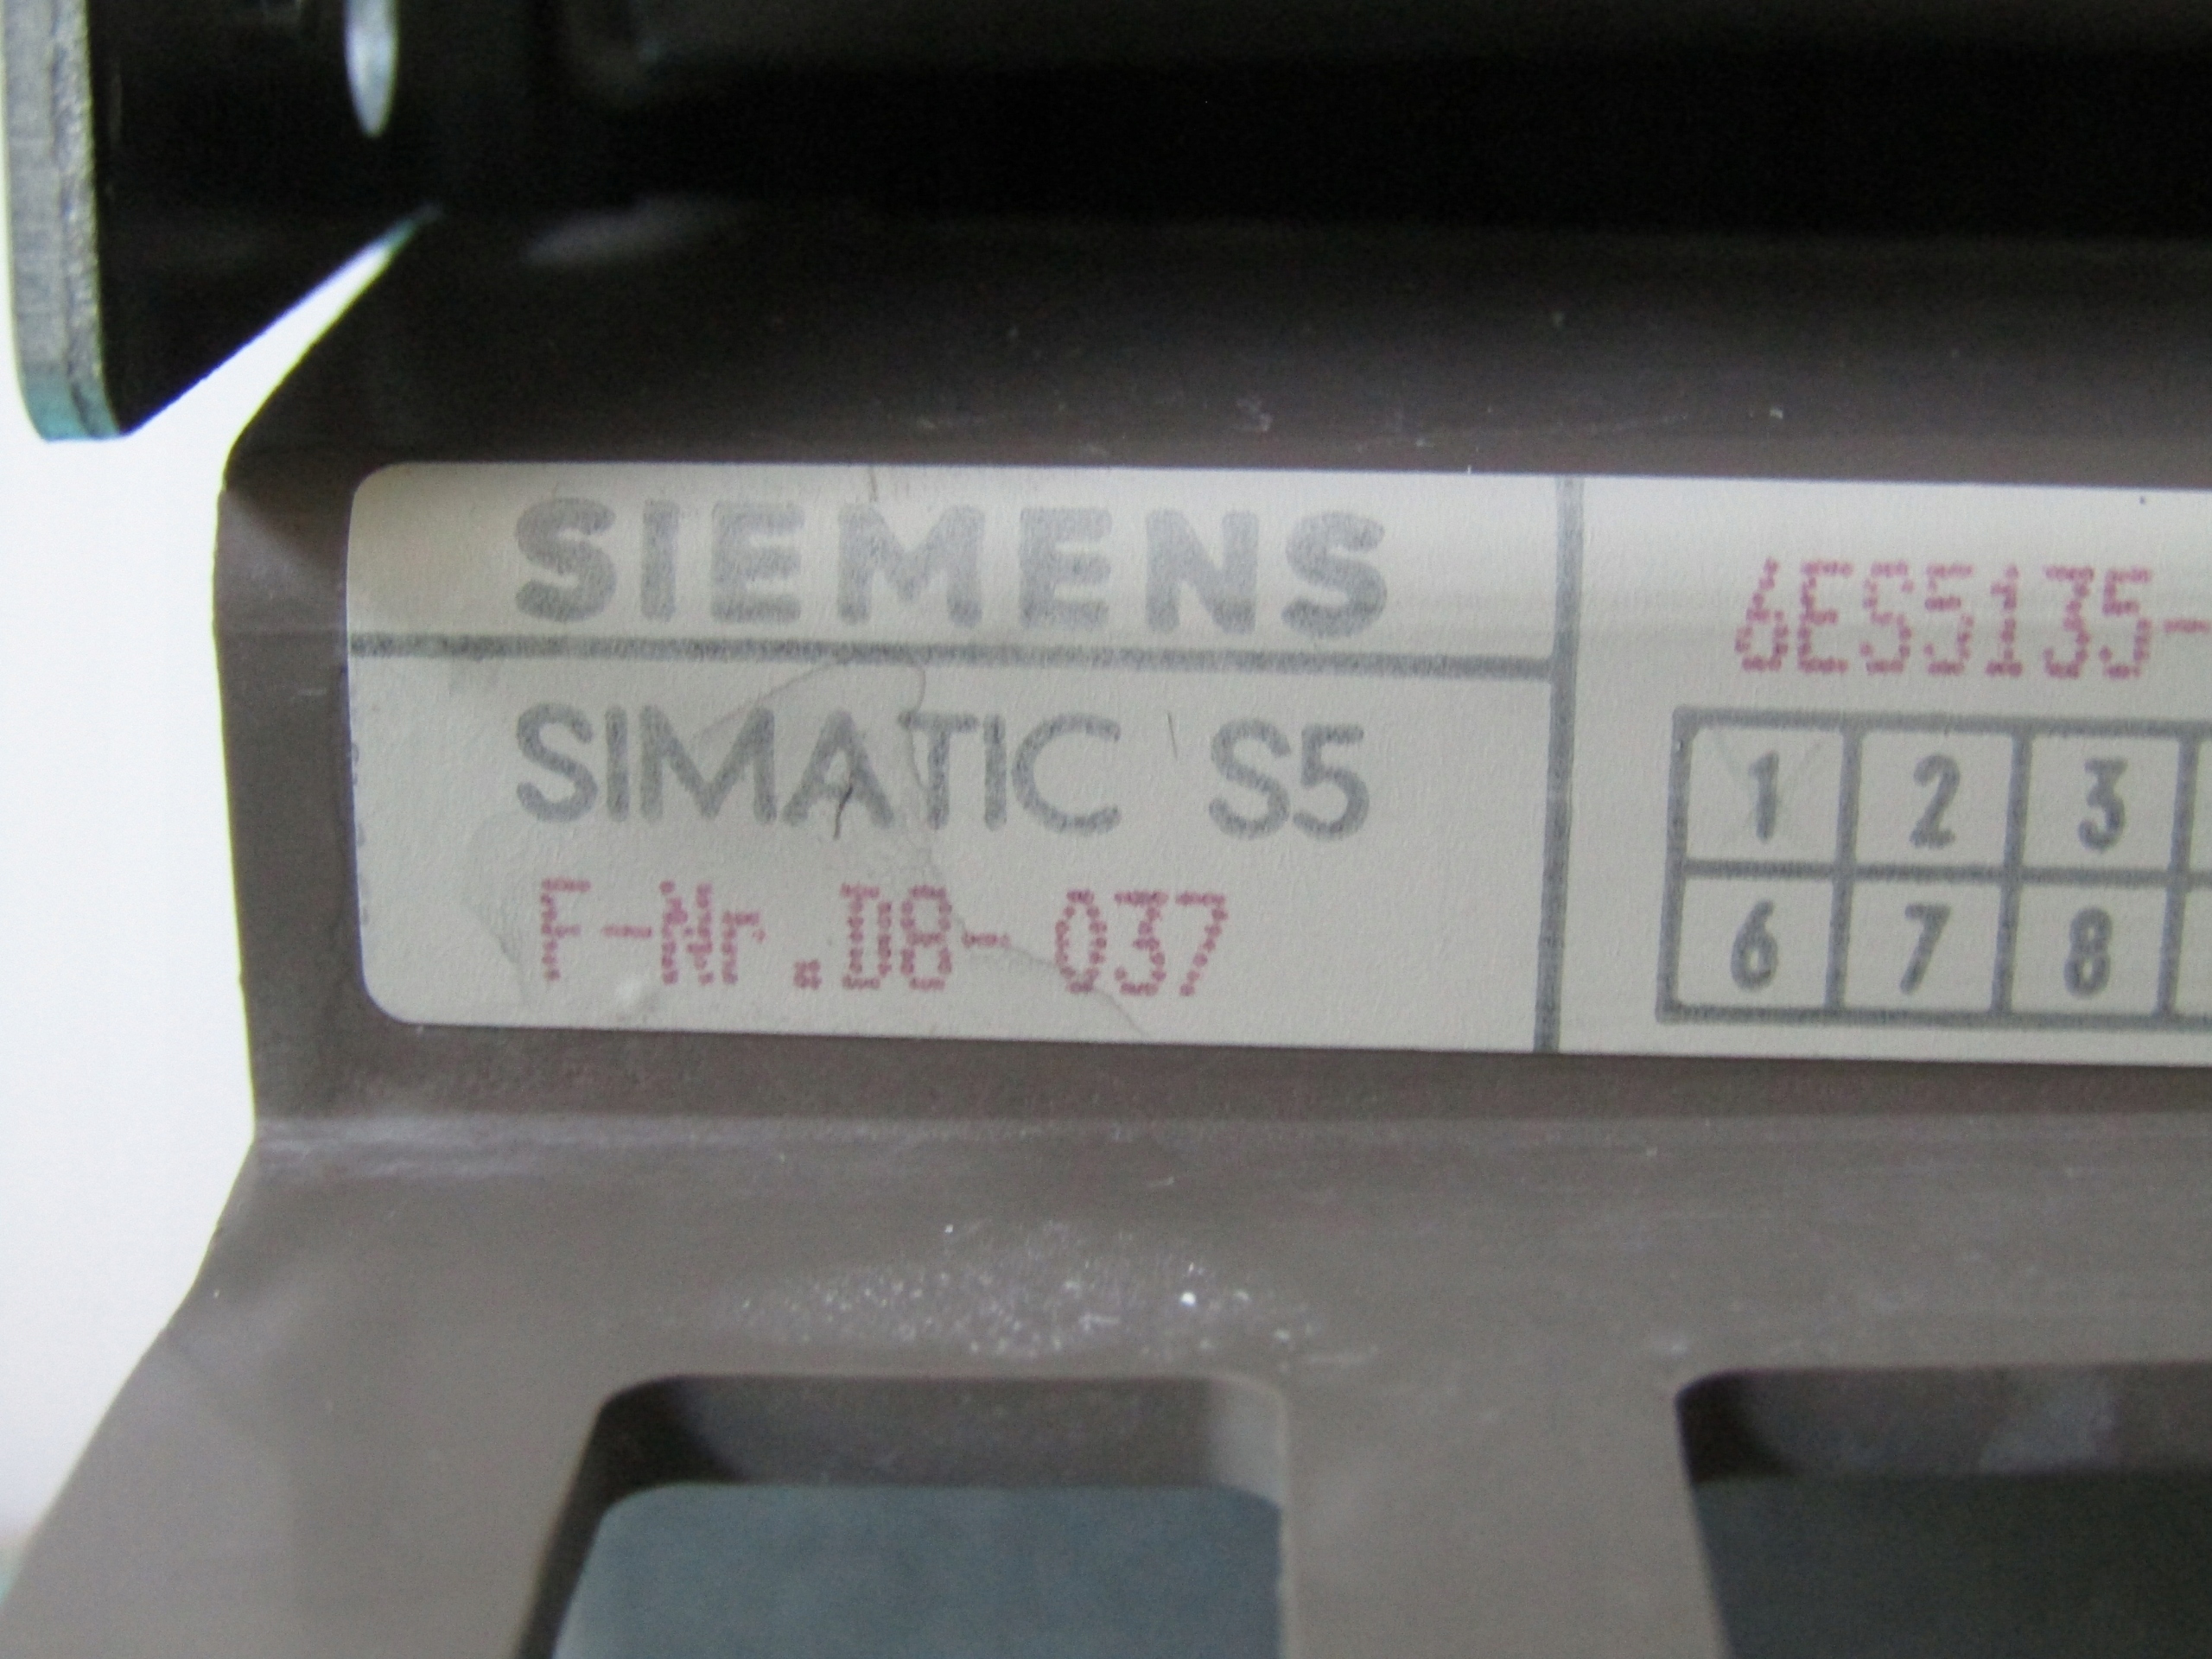 SIEMENS
SIMATIC S5
F-Nr.D8-037
6ES5135-
1 2 3
6 7 8